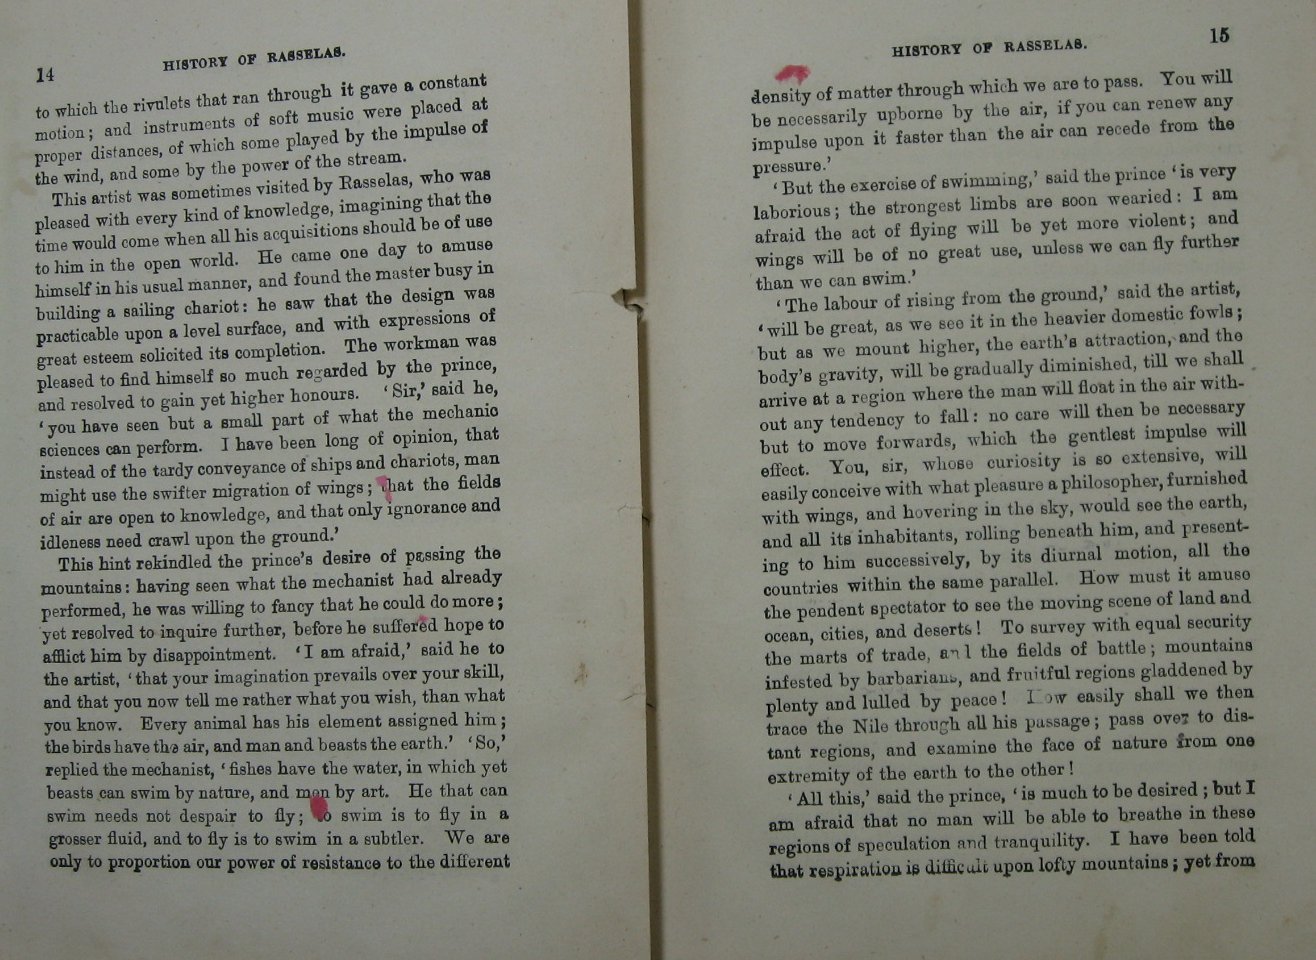 14
HISTORY OF RASSELAS.
to which the rivulets that ran through it gave a constant
motion; and instruments of soft music were placed at
proper distances, of which some played by the impulse of
the wind, and some by the power of the stream.
This artist was sometimes visited by Rasselas, who was
pleased with every kind of knowledge, imagining that the
time would come when all his acquisitions should be of use
to him in the open world. He came one day to amuse
himself in his usual manner, and found the master busy in
building a sailing chariot: he saw that the design was
practicable upon a level surface, and with expressions of
great esteem solicited its completion. The workman was
pleased to find himself so much regarded by the prince,
and resolved to gain yet higher honours. ‘Sir,’ said he,
‘you have seen but a small part of what the mechanic
sciences can perform. I have been long of opinion, that
instead of the tardy conveyance of ships and chariots, man
might use the swifter migration of wings; that the fields
of air are open to knowledge, and that only ignorance and
idleness need crawl upon the ground.’
This hint rekindled the prince’s desire of passing the
mountains: having seen what the mechanist had already
performed, he was willing to fancy that he could do more;
yet resolved to inquire further, before he suffered hope to
afflict him by disappointment. ‘I am afraid,’ said he to
the artist, ‘that your imagination prevails over your skill,
and that you now tell me rather what you wish, than what
you know. Every animal has his element assigned him;
the birds have the air, and man and beasts the earth.’ ‘So,’
replied the mechanist, ‘fishes have the water, in which yet
beasts can swim by nature, and men by art. He that can
swim needs not despair to fly; to swim is to fly in a
grosser fluid, and to fly is to swim in a subtler. We are
only to proportion our power of resistance to the different
HISTORY OF RASSELAS.
15
density of matter through which we are to pass. You will
be necessarily upborne by the air, if you can renew any
impulse upon it faster than the air can recede from the
pressure.’
‘But the exercise of swimming,’ said the prince ‘is very
laborious; the strongest limbs are soon wearied: I am
afraid the act of flying will be yet more violent; and
wings will be of no great use, unless we can fly further
than we can swim.’
‘The labour of rising from the ground,’ said the artist,
‘will be great, as we see it in the heavier domestic fowls;
but as we mount higher, the earth’s attraction, and the
body’s gravity, will be gradually diminished, till we shall
arrive at a region where the man will float in the air with-
out any tendency to fall: no care will then be necessary
but to move forwards, which the gentlest impulse will
effect. You, sir, whose curiosity is so extensive, will
easily conceive with what pleasure a philosopher, furnished
with wings, and hovering in the sky, would see the earth,
and all its inhabitants, rolling beneath him, and present-
ing to him successively, by its diurnal motion, all the
countries within the same parallel. How must it amuse
the pendent spectator to see the moving scene of land and
ocean, cities, and deserts! To survey with equal security
the marts of trade, and the fields of battle; mountains
infested by barbarians, and fruitful regions gladdened by
plenty and lulled by peace! How easily shall we then
trace the Nile through all his passage; pass over to dis-
tant regions, and examine the face of nature from one
extremity of the earth to the other!
‘All this,’ said the prince, ‘is much to be desired; but I
am afraid that no man will be able to breathe in these
regions of speculation and tranquility. I have been told
that respiration is difficult upon lofty mountains; yet from